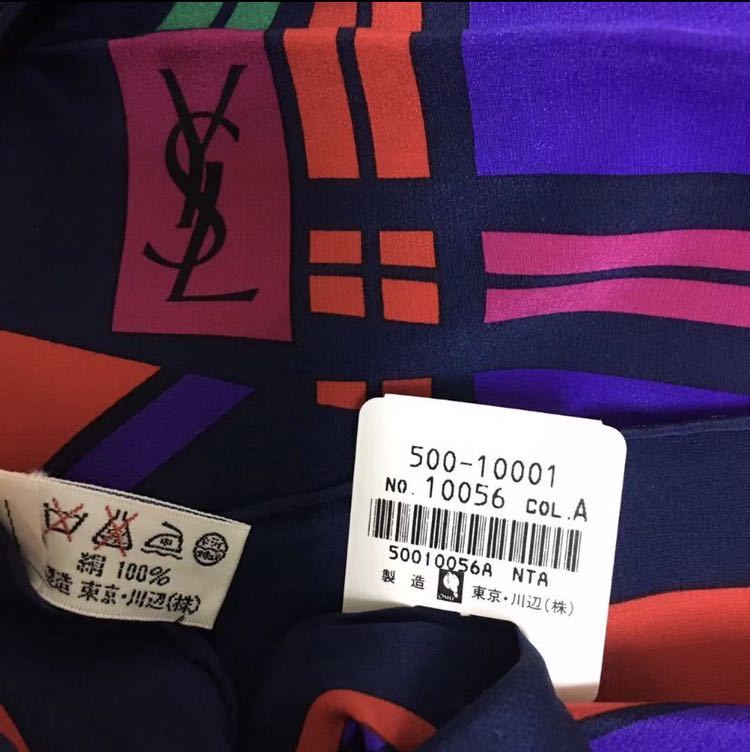 YSL
500-10001
NO. 10056 COL.A
50010056A NTA
製造 東京・川辺(株)
絹 100%
製造 東京・川辺(株)